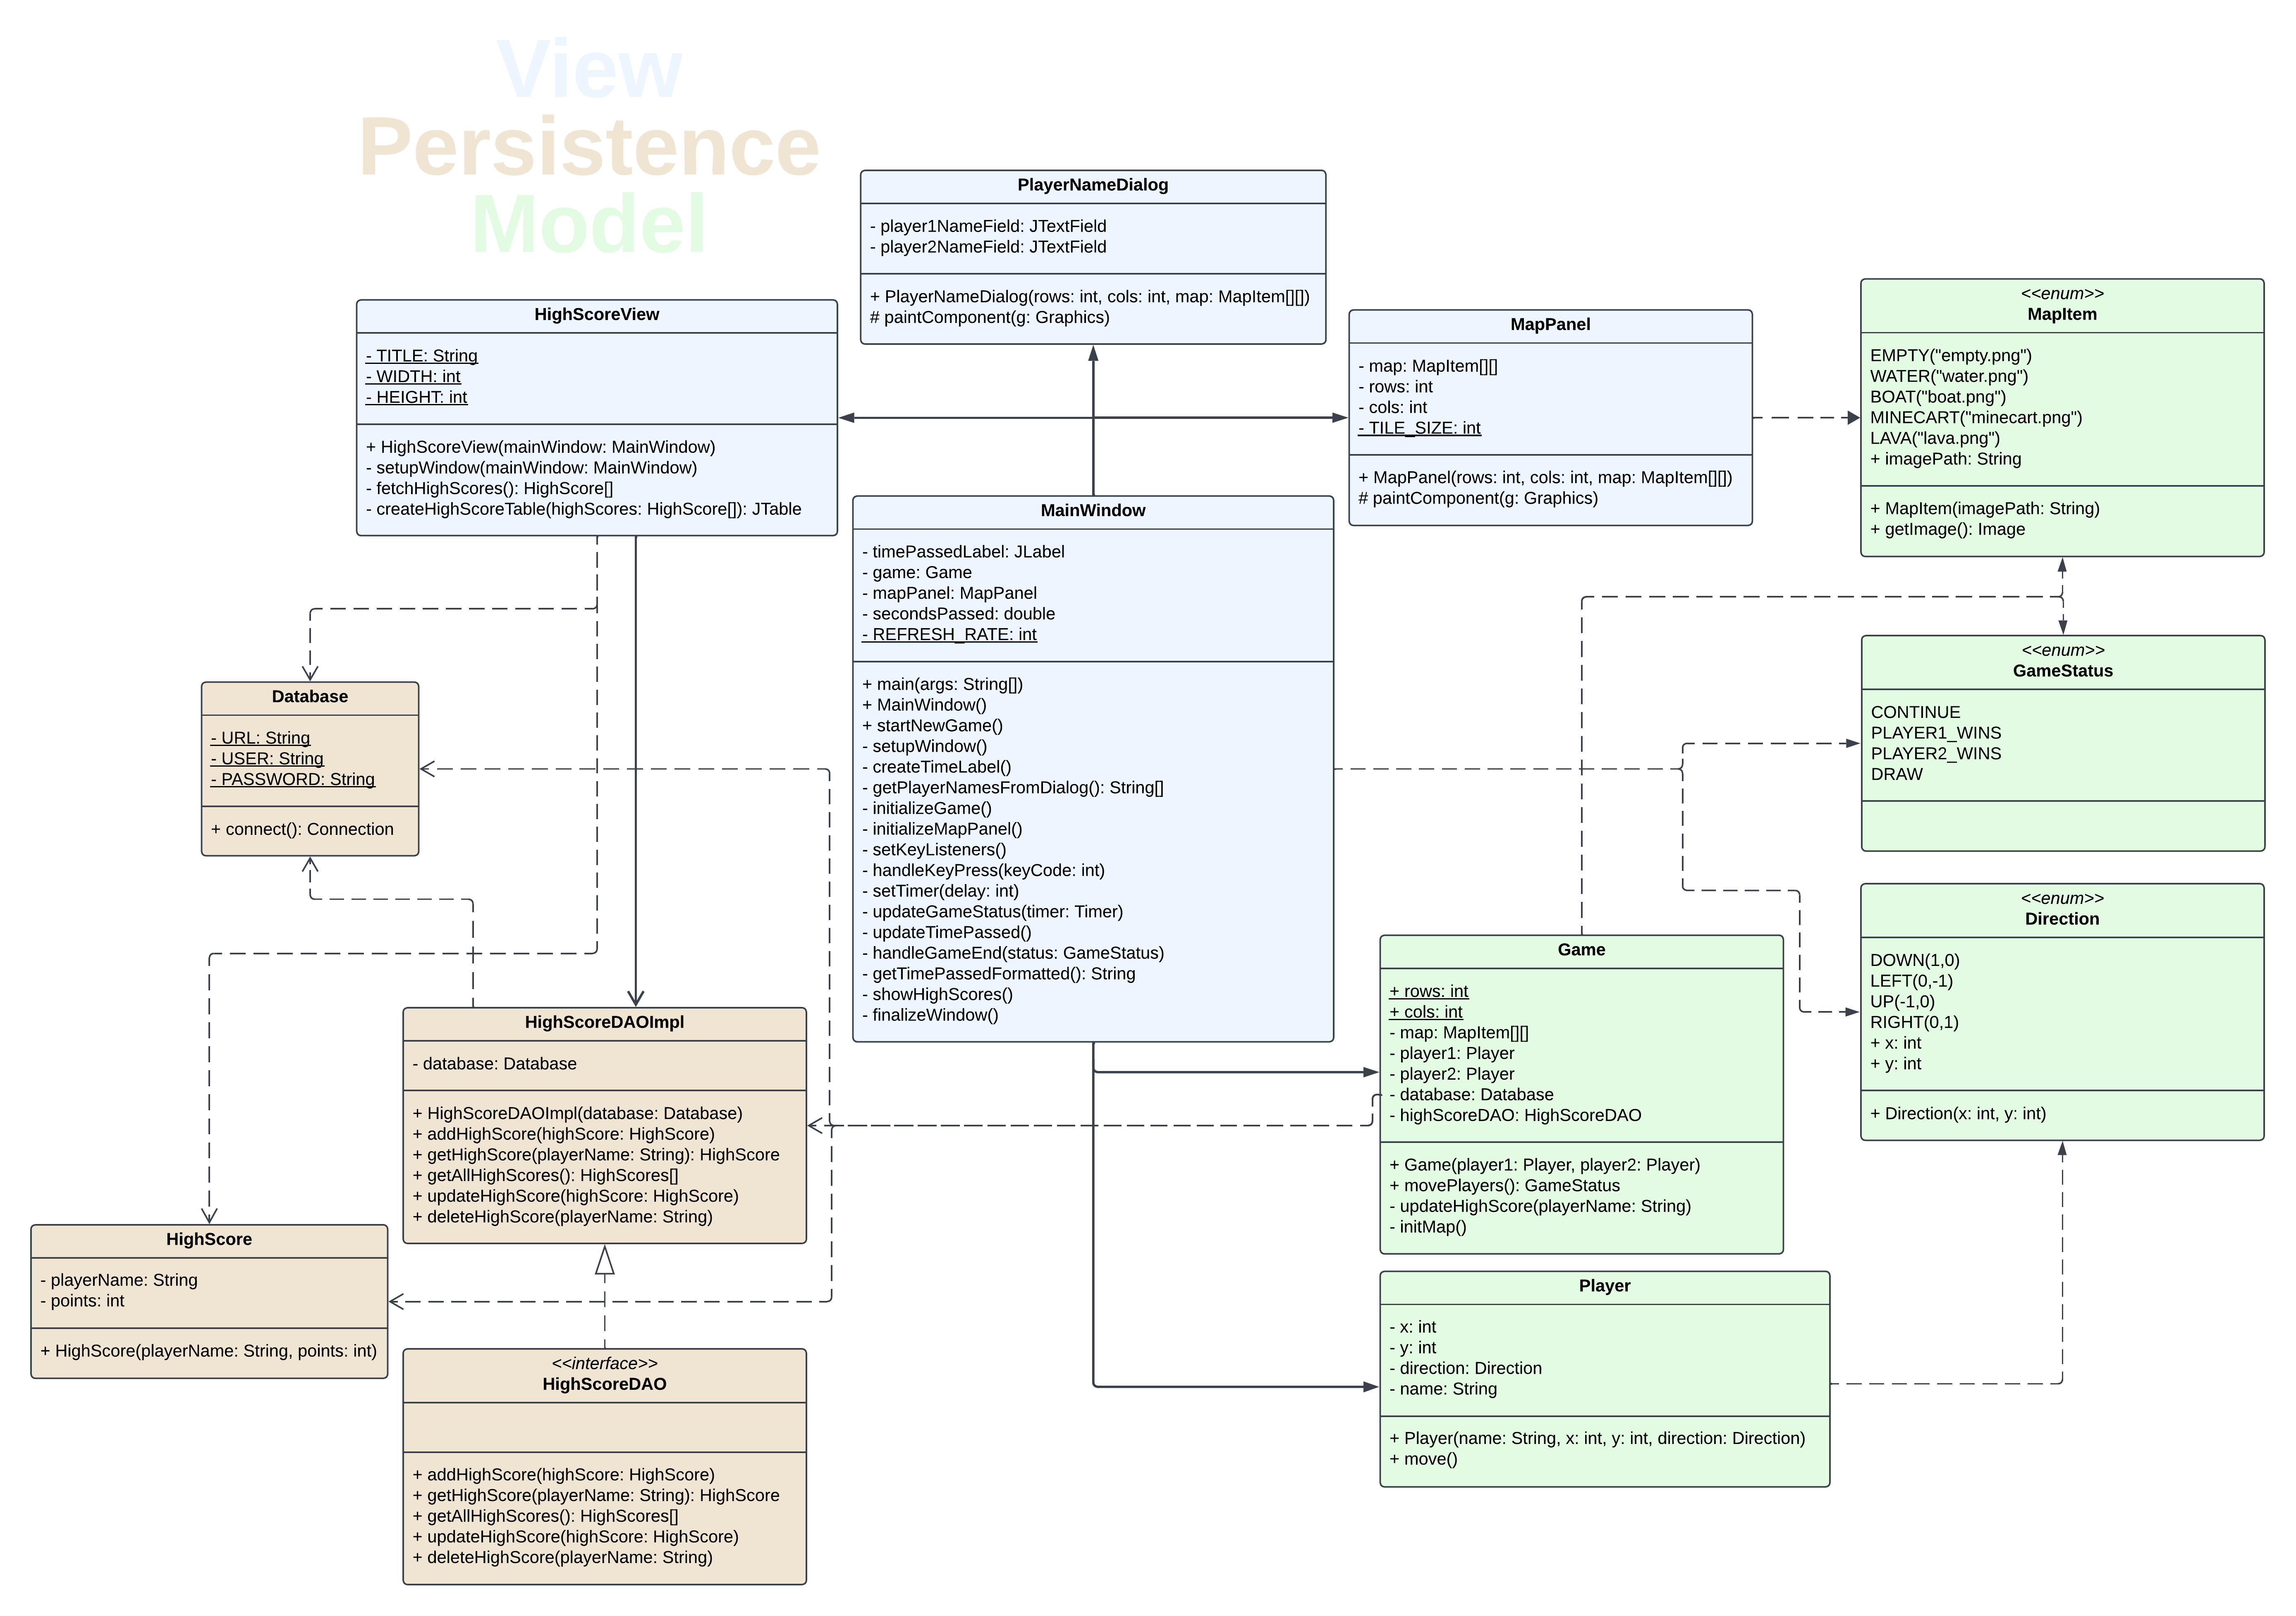 View
Persistence
Model
PlayerNameDialog
- player1NameField: JTextField
- player2NameField: JTextField
+ PlayerNameDialog(rows: int, cols: int, map: MapItem[][])
# paintComponent(g: Graphics)
HighScoreView
- TITLE: String
- WIDTH: int
- HEIGHT: int
+ HighScoreView(mainWindow: MainWindow)
- setupWindow(mainWindow: MainWindow)
- fetchHighScores(): HighScore[]
- createHighScoreTable(highScores: HighScore[]): JTable
MapPanel
- map: MapItem[][]
- rows: int
- cols: int
- TILE_SIZE: int
+ MapPanel(rows: int, cols: int, map: MapItem[][])
# paintComponent(g: Graphics)
<<enum>>
MapItem
EMPTY("empty.png")
WATER("water.png")
BOAT("boat.png")
MINECART("minecart.png")
LAVA("lava.png")
+ imagePath: String
+ MapItem(imagePath: String)
+ getImage(): Image
MainWindow
- timePassedLabel: JLabel
- game: Game
- mapPanel: MapPanel
- secondsPassed: double
- REFRESH_RATE: int
+ main(args: String[])
+ MainWindow()
+ startNewGame()
- setupWindow()
- createTimeLabel()
- getPlayerNamesFromDialog(): String[]
- initializeGame()
- initializeMapPanel()
- setKeyListeners()
- handleKeyPress(keyCode: int)
- setTimer(delay: int)
- updateGameStatus(timer: Timer)
- updateTimePassed()
- handleGameEnd(status: GameStatus)
- getTimePassedFormatted(): String
- showHighScores()
- finalizeWindow()
<<enum>>
GameStatus
CONTINUE
PLAYER1_WINS
PLAYER2_WINS
DRAW
Database
- URL: String
- USER: String
- PASSWORD: String
+ connect(): Connection
<<enum>>
Direction
DOWN(1,0)
LEFT(0,-1)
UP(-1,0)
RIGHT(0,1)
+ x: int
+ y: int
+ Direction(x: int, y: int)
Game
+ rows: int
+ cols: int
- map: MapItem[][]
- player1: Player
- player2: Player
- database: Database
- highScoreDAO: HighScoreDAO
+ Game(player1: Player, player2: Player)
+ movePlayers(): GameStatus
- updateHighScore(playerName: String)
- initMap()
HighScoreDAOImpl
- database: Database
+ HighScoreDAOImpl(database: Database)
+ addHighScore(highScore: HighScore)
+ getHighScore(playerName: String): HighScore
+ getAllHighScores(): HighScores[]
+ updateHighScore(highScore: HighScore)
+ deleteHighScore(playerName: String)
HighScore
- playerName: String
- points: int
+ HighScore(playerName: String, points: int)
Player
- x: int
- y: int
- direction: Direction
- name: String
+ Player(name: String, x: int, y: int, direction: Direction)
+ move()
<<interface>>
HighScoreDAO
+ addHighScore(highScore: HighScore)
+ getHighScore(playerName: String): HighScore
+ getAllHighScores(): HighScores[]
+ updateHighScore(highScore: HighScore)
+ deleteHighScore(playerName: String)